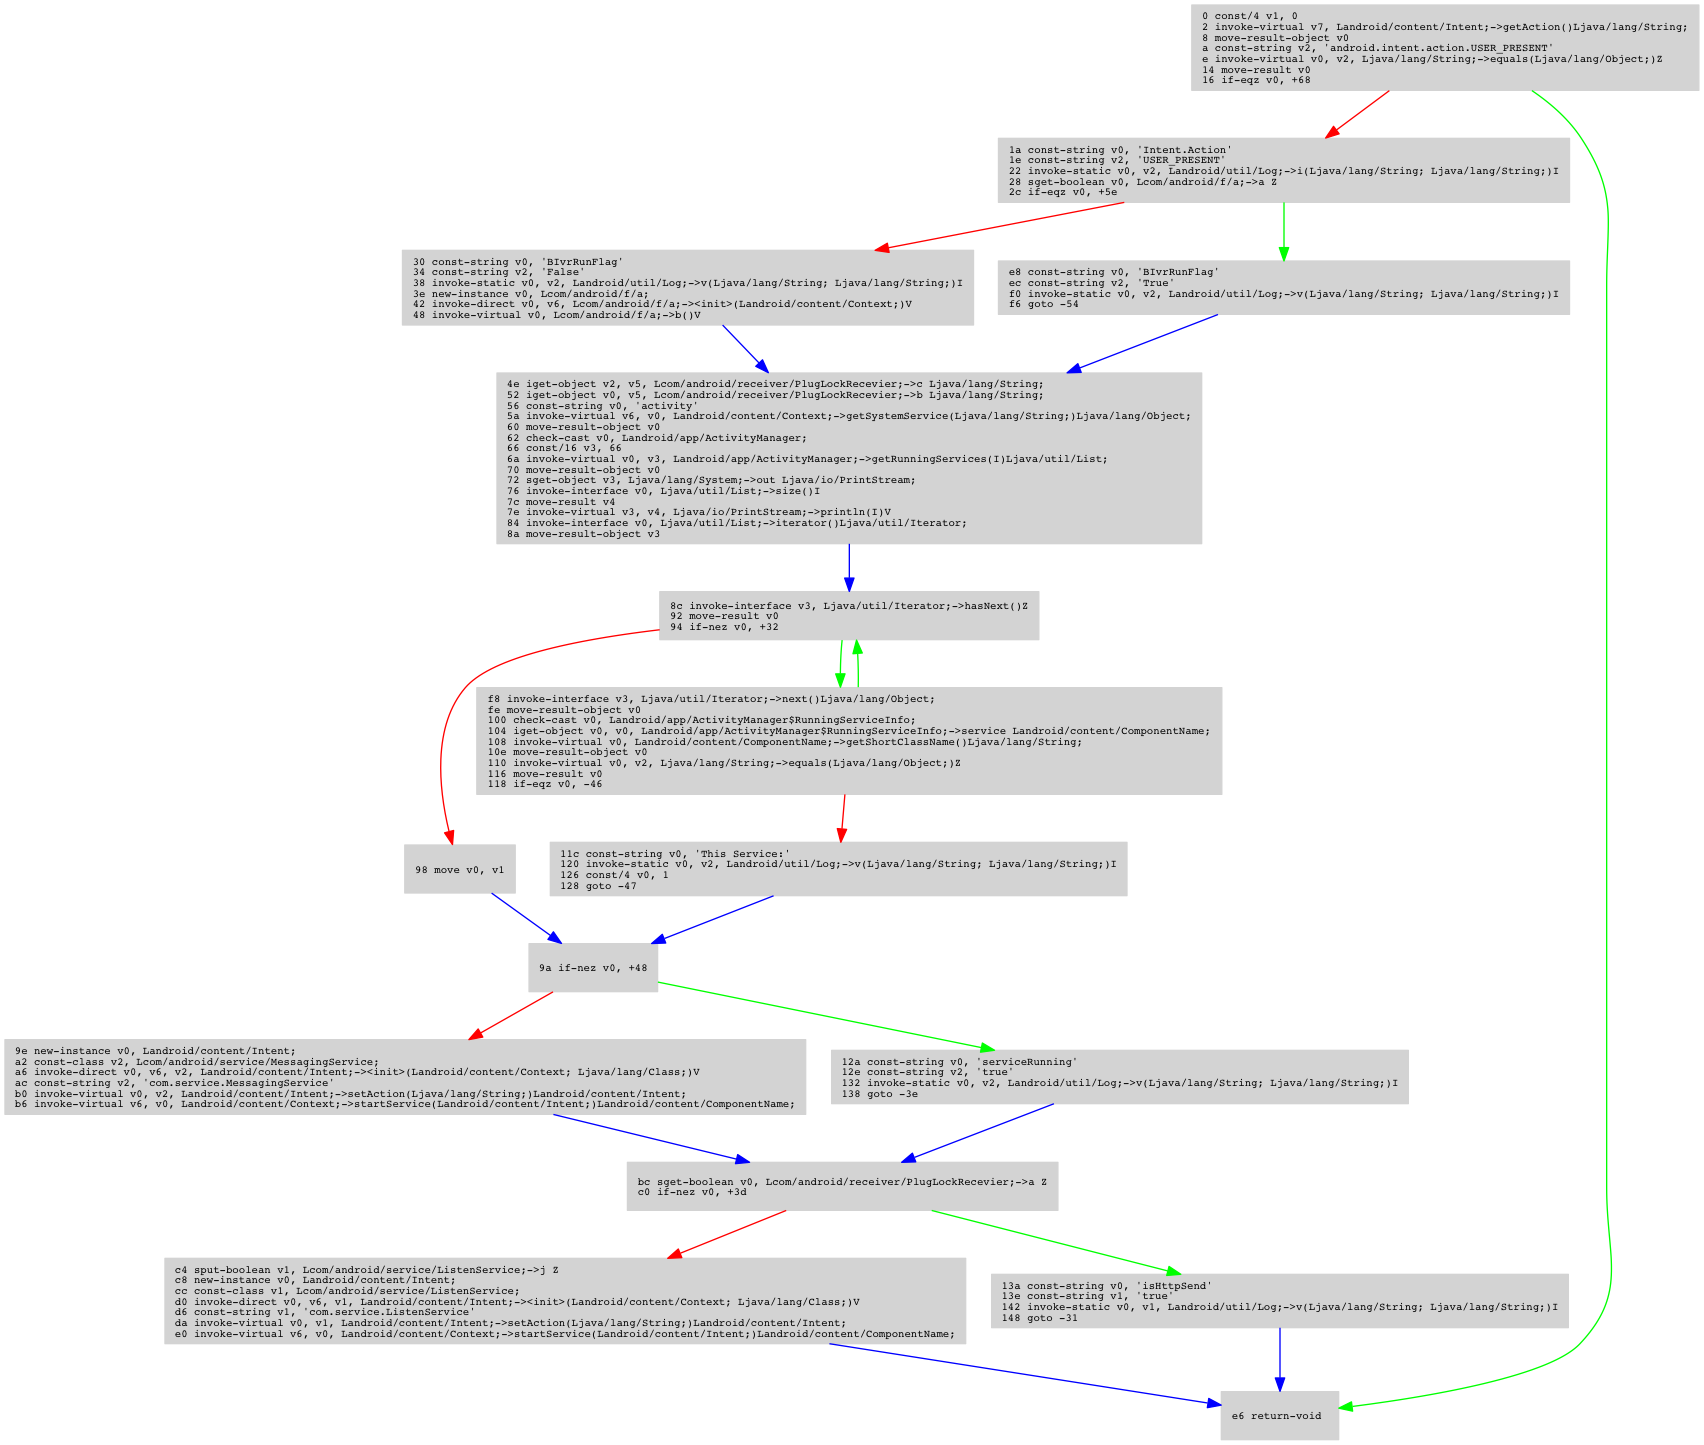 0 const/4 v1, 0
2 invoke-virtual v7, Landroid/content/Intent;->getAction()Ljava/lang/String;
8 move-result-object v0
a const-string v2, 'android.intent.action.USER_PRESENT'
e invoke-virtual v0, v2, Ljava/lang/String;->equals(Ljava/lang/Object;)Z
14 move-result v0
16 if-eqz v0, +68
1a const-string v0, 'Intent.Action'
1e const-string v2, 'USER_PRESENT'
22 invoke-static v0, v2, Landroid/util/Log;->i(Ljava/lang/String; Ljava/lang/String;)I
28 sget-boolean v0, Lcom/android/f/a;->a Z
2c if-eqz v0, +5e
30 const-string v0, 'BIvrRunFlag'
34 const-string v2, 'False'
38 invoke-static v0, v2, Landroid/util/Log;->v(Ljava/lang/String; Ljava/lang/String;)I
3e new-instance v0, Lcom/android/f/a;
42 invoke-direct v0, v6, Lcom/android/f/a;-><init>(Landroid/content/Context;)V
48 invoke-virtual v0, Lcom/android/f/a;->b()V
e8 const-string v0, 'BIvrRunFlag'
ec const-string v2, 'True'
f0 invoke-static v0, v2, Landroid/util/Log;->v(Ljava/lang/String; Ljava/lang/String;)I
f6 goto -54
4e iget-object v2, v5, Lcom/android/receiver/PlugLockRecevier;->c Ljava/lang/String;
52 iget-object v0, v5, Lcom/android/receiver/PlugLockRecevier;->b Ljava/lang/String;
56 const-string v0, 'activity'
5a invoke-virtual v6, v0, Landroid/content/Context;->getSystemService(Ljava/lang/String;)Ljava/lang/Object;
60 move-result-object v0
62 check-cast v0, Landroid/app/ActivityManager;
66 const/16 v3, 66
6a invoke-virtual v0, v3, Landroid/app/ActivityManager;->getRunningServices(I)Ljava/util/List;
70 move-result-object v0
72 sget-object v3, Ljava/lang/System;->out Ljava/io/PrintStream;
76 invoke-interface v0, Ljava/util/List;->size()I
7c move-result v4
7e invoke-virtual v3, v4, Ljava/io/PrintStream;->println(I)V
84 invoke-interface v0, Ljava/util/List;->iterator()Ljava/util/Iterator;
8a move-result-object v3
8c invoke-interface v3, Ljava/util/Iterator;->hasNext()Z
92 move-result v0
94 if-nez v0, +32
f8 invoke-interface v3, Ljava/util/Iterator;->next()Ljava/lang/Object;
fe move-result-object v0
100 check-cast v0, Landroid/app/ActivityManager$RunningServiceInfo;
104 iget-object v0, v0, Landroid/app/ActivityManager$RunningServiceInfo;->service Landroid/content/ComponentName;
108 invoke-virtual v0, Landroid/content/ComponentName;->getShortClassName()Ljava/lang/String;
10e move-result-object v0
110 invoke-virtual v0, v2, Ljava/lang/String;->equals(Ljava/lang/Object;)Z
116 move-result v0
118 if-eqz v0, -46
98 move v0, v1
11c const-string v0, 'This Service:'
120 invoke-static v0, v2, Landroid/util/Log;->v(Ljava/lang/String; Ljava/lang/String;)I
126 const/4 v0, 1
128 goto -47
9a if-nez v0, +48
9e new-instance v0, Landroid/content/Intent;
a2 const-class v2, Lcom/android/service/MessagingService;
a6 invoke-direct v0, v6, v2, Landroid/content/Intent;-><init>(Landroid/content/Context; Ljava/lang/Class;)V
ac const-string v2, 'com.service.MessagingService'
b0 invoke-virtual v0, v2, Landroid/content/Intent;->setAction(Ljava/lang/String;)Landroid/content/Intent;
b6 invoke-virtual v6, v0, Landroid/content/Context;->startService(Landroid/content/Intent;)Landroid/content/ComponentName;
12a const-string v0, 'serviceRunning'
12e const-string v2, 'true'
132 invoke-static v0, v2, Landroid/util/Log;->v(Ljava/lang/String; Ljava/lang/String;)I
138 goto -3e
bc sget-boolean v0, Lcom/android/receiver/PlugLockRecevier;->a Z
c0 if-nez v0, +3d
c4 sput-boolean v1, Lcom/android/service/ListenService;->j Z
c8 new-instance v0, Landroid/content/Intent;
cc const-class v1, Lcom/android/service/ListenService;
d0 invoke-direct v0, v6, v1, Landroid/content/Intent;-><init>(Landroid/content/Context; Ljava/lang/Class;)V
d6 const-string v1, 'com.service.ListenService'
da invoke-virtual v0, v1, Landroid/content/Intent;->setAction(Ljava/lang/String;)Landroid/content/Intent;
e0 invoke-virtual v6, v0, Landroid/content/Context;->startService(Landroid/content/Intent;)Landroid/content/ComponentName;
13a const-string v0, 'isHttpSend'
13e const-string v1, 'true'
142 invoke-static v0, v1, Landroid/util/Log;->v(Ljava/lang/String; Ljava/lang/String;)I
148 goto -31
e6 return-void